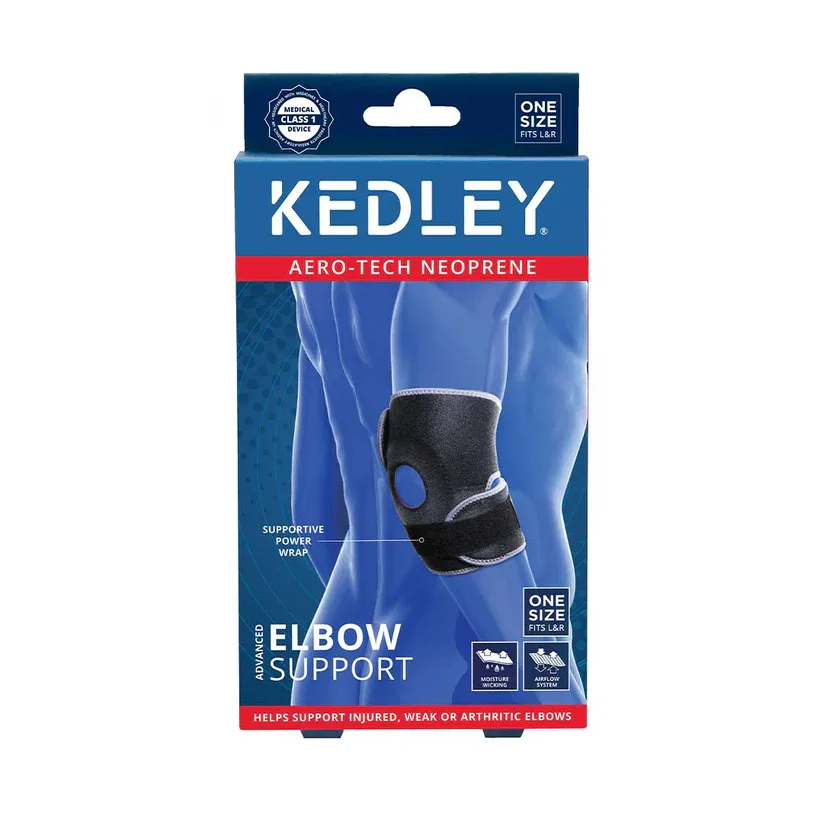 MEDICAL
CLASS 1
DEVICE
ONE
SIZE
FITS L&R
KEDLEY®
AERO-TECH NEOPRENE
SUPPORTIVE
POWER
WRAP
ONE
SIZE
FITS L&R
ADVANCED
ELBOW
SUPPORT
MOISTURE
WICKING
AIRFLOW
SYSTEM
HELPS SUPPORT INJURED, WEAK OR ARTHRITIC ELBOWS